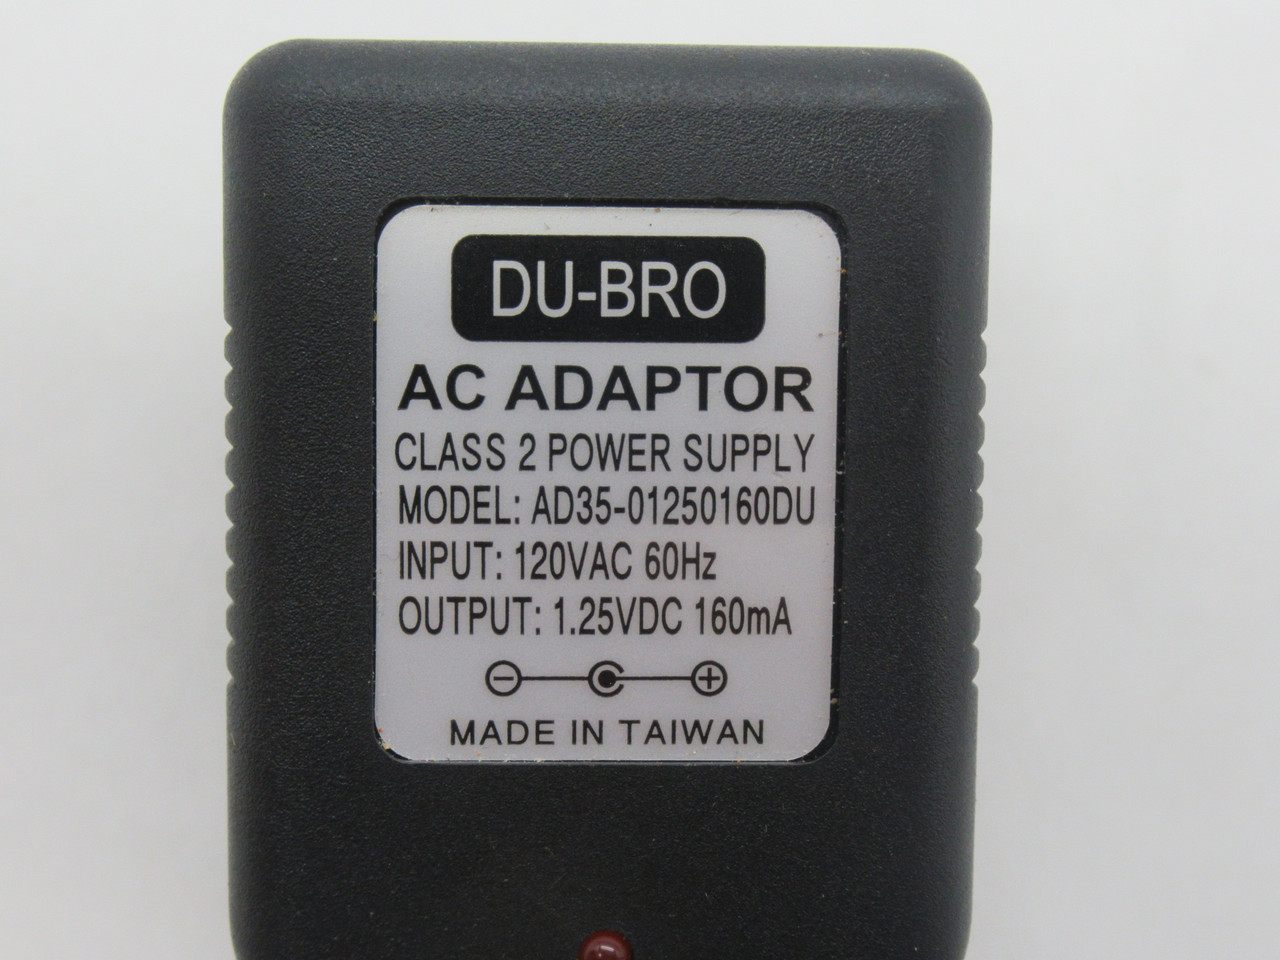 DU-BRO
AC ADAPTOR
CLASS 2 POWER SUPPLY
MODEL: AD35-01250160DU
INPUT: 120VAC 60Hz
OUTPUT: 1.25VDC 160mA
MADE IN TAIWAN